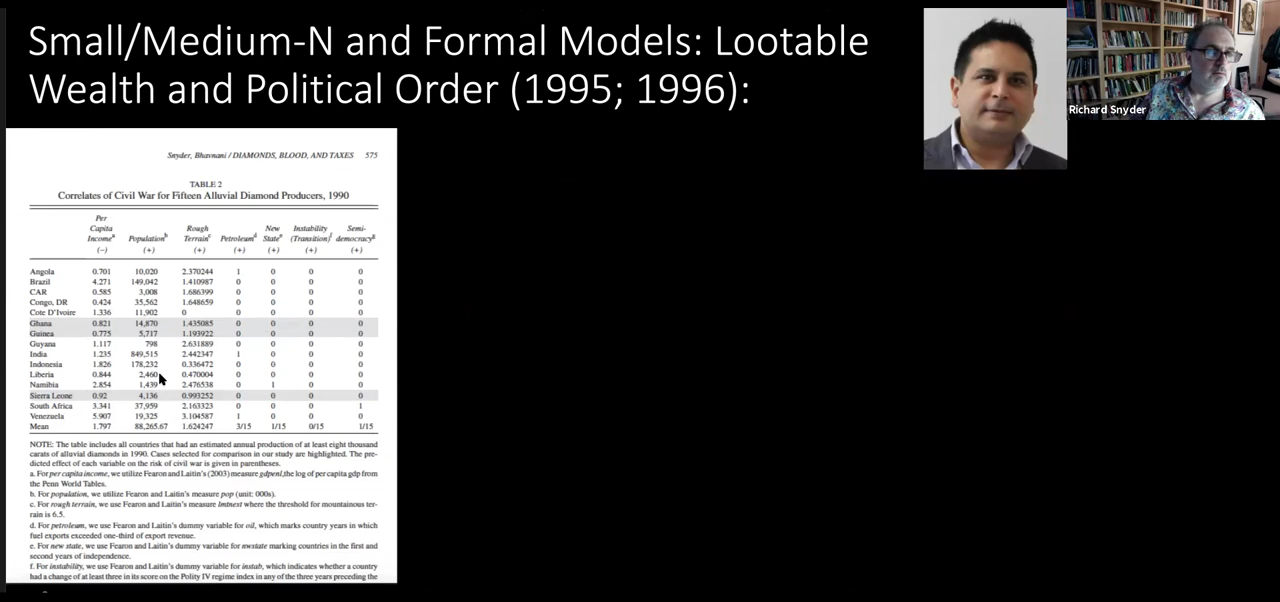 Small/Medium-N and Formal Models: Lootable
Wealth and Political Order (1995; 1996):
Richard Snyder
Snyder, Bhavnani / DIAMONDS, BLOOD, AND TAXES 575
TABLE 2
Correlates of Civil War for Fifteen Alluvial Diamond Producers, 1990
Per
Capita Rough New Instability Semi-
Income^a Population^b Terrain^c Petroleum^d State^e (Transition)^f democracy^g
(–) (+) (+) (+) (+) (+) (+)
Angola 0.701 10,020 2.370244 1 0 0 0
Brazil 4.271 149,042 1.410987 0 0 0 0
CAR 0.585 3,008 1.686399 0 0 0 0
Congo, DR 0.424 35,562 1.648659 0 0 0 0
Cote D'Ivoire 1.336 11,902 0 0 0 0 0
Ghana 0.821 14,870 1.435085 0 0 0 0
Guinea 0.775 5,717 1.193922 0 0 0 0
Guyana 1.117 798 2.631889 0 0 0 0
India 1.235 849,515 2.442347 1 0 0 0
Indonesia 1.826 178,232 0.336472 0 0 0 0
Liberia 0.844 2,460 0.470004 0 0 0 0
Namibia 2.854 1,439 2.476538 0 1 0 0
Sierra Leone 0.92 4,136 0.993252 0 0 0 0
South Africa 3.341 37,959 2.163323 0 0 0 1
Venezuela 5.907 19,325 3.104587 1 0 0 0
Mean 1.797 88,265.67 1.624247 3/15 1/15 0/15 1/15
NOTE: The table includes all countries that had an estimated annual production of at least eight thousand
carats of alluvial diamonds in 1990. Cases selected for comparison in our study are highlighted. The pre-
dicted effect of each variable on the risk of civil war is given in parentheses.
a. For per capita income, we utilize Fearon and Laitin's (2003) measure gdpenl, the log of per capita gdp from
the Penn World Tables.
b. For population, we utilize Fearon and Laitin's measure pop (unit: 000s).
c. For rough terrain, we use Fearon and Laitin's measure lmtnest where the threshold for mountainous ter-
rain is 6.5.
d. For petroleum, we use Fearon and Laitin's dummy variable for oil, which marks country years in which
fuel exports exceeded one-third of export revenue.
e. For new state, we use Fearon and Laitin's dummy variable for nwstate marking countries in the first and
second years of independence.
f. For instability, we use Fearon and Laitin's dummy variable for instab, which indicates whether a country
had a change of at least three in its score on the Polity IV regime index in any of the three years preceding the